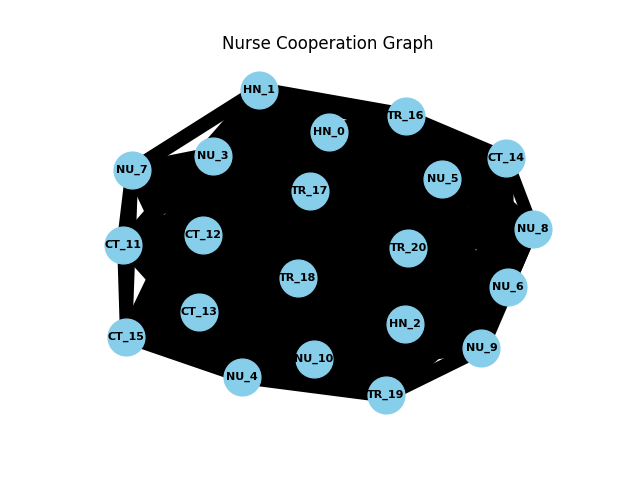 Nurse Cooperation Graph
HN_1
TR_16
HN_0
NU_3
CT_14
NU_7
NU_5
TR_17
NU_8
CT_12
CT_11
TR_20
TR_18
NU_6
CT_13
HN_2
CT_15
NU_9
NU_10
NU_4
TR_19